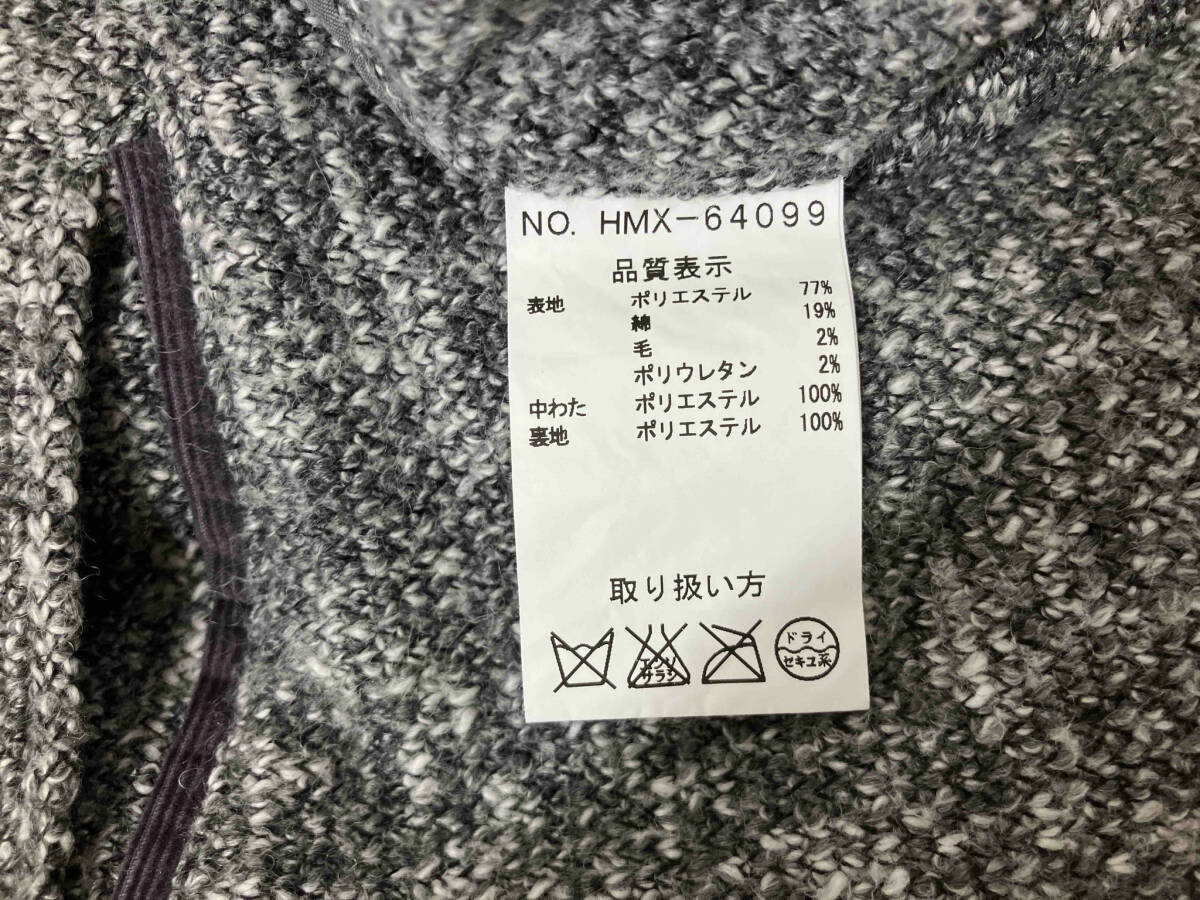 NO. HMX-64099
品質表示
表地 ポリエステル 77%
綿 19%
毛 2%
ポリウレタン 2%
中わた ポリエステル 100%
裏地 ポリエステル 100%
取り扱い方
エンソ
サラシ
ドライ
セキユ系